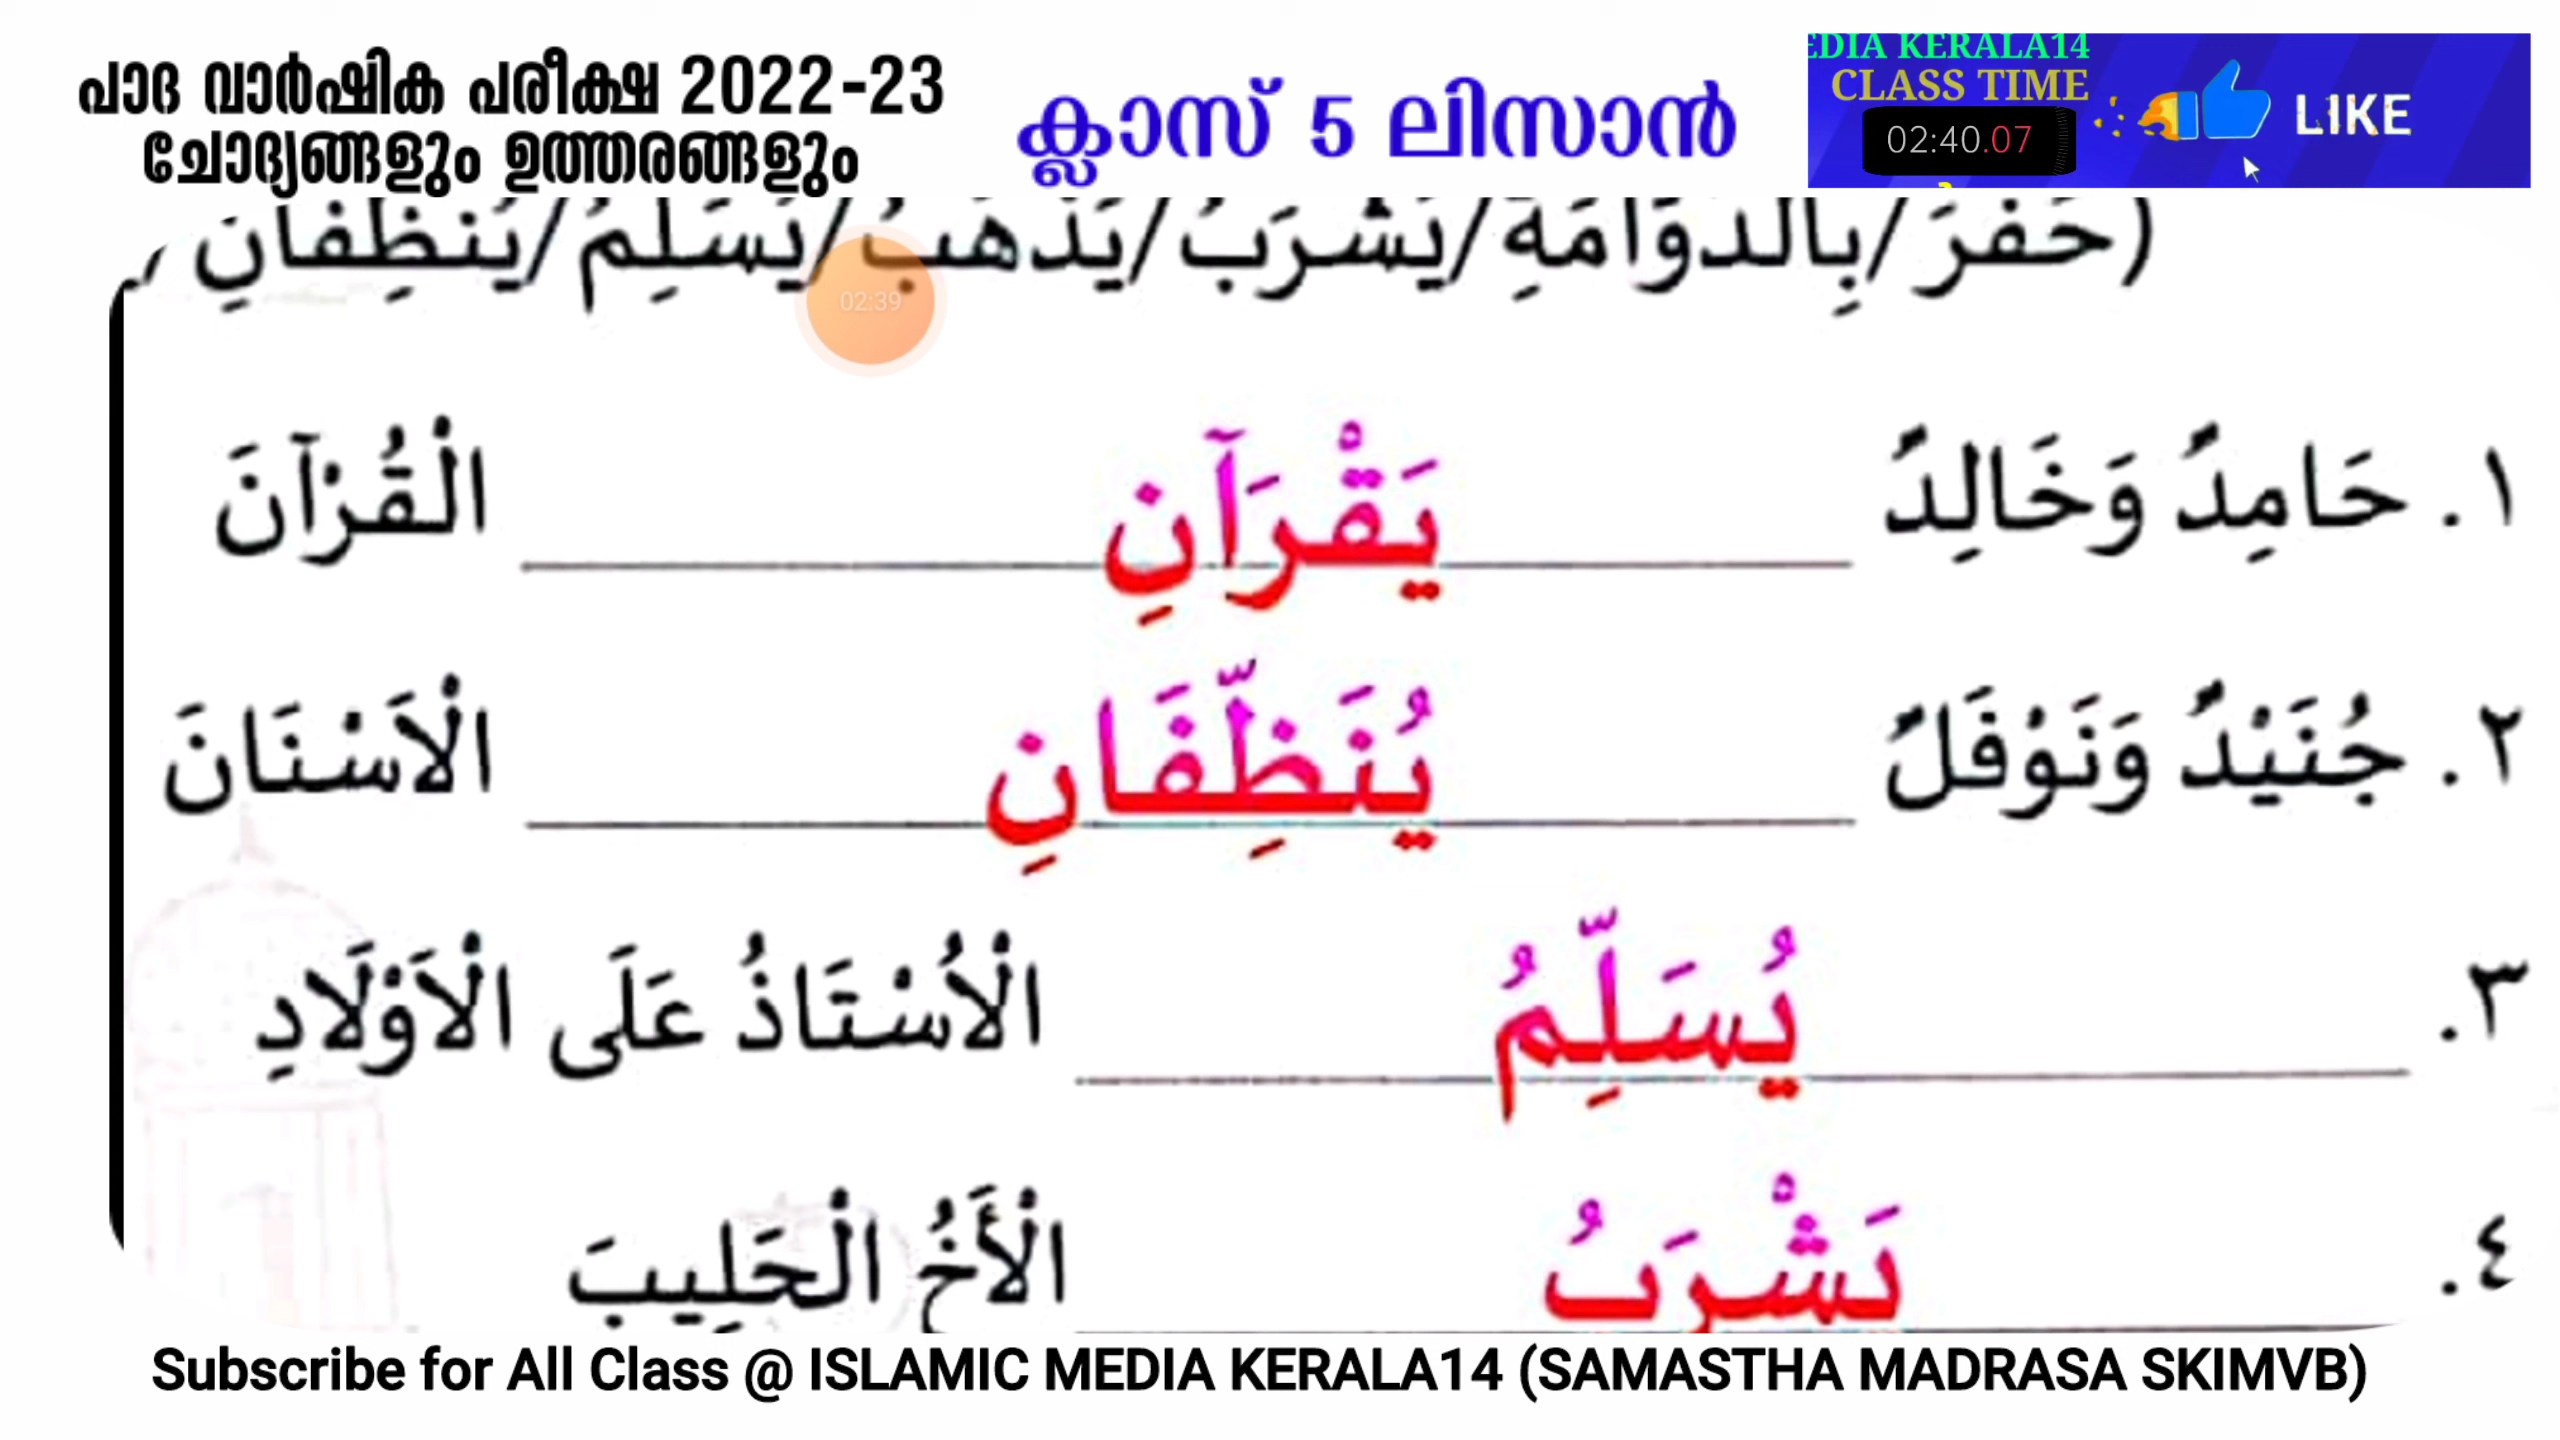 പാദ വാർഷിക പരീക്ഷ 2022-23
ചോദ്യങ്ങളും ഉത്തരങ്ങളും
ക്ലാസ് 5 ലിസാൻ
EDIA KERALA14
CLASS TIME
02:40.07
LIKE
(حَفَرَ/بِالدَّوَّامَةِ/يَشْرَبُ/يَذْهَبُ/يُسَلِّمُ/يُنَظِّفَانِ/
02:39
١. حَامِدٌ وَخَالِدٌ يَقْرَآنِ الْقُرْآنَ
٢. جُنَيْدٌ وَنَوْفَلٌ يُنَظِّفَانِ الْاَسْنَانَ
٣. يُسَلِّمُ الْاُسْتَاذُ عَلَى الْاَوْلَادِ
٤. يَشْرَبُ الْأَخُ الْحَلِيبَ
Subscribe for All Class @ ISLAMIC MEDIA KERALA14 (SAMASTHA MADRASA SKIMVB)